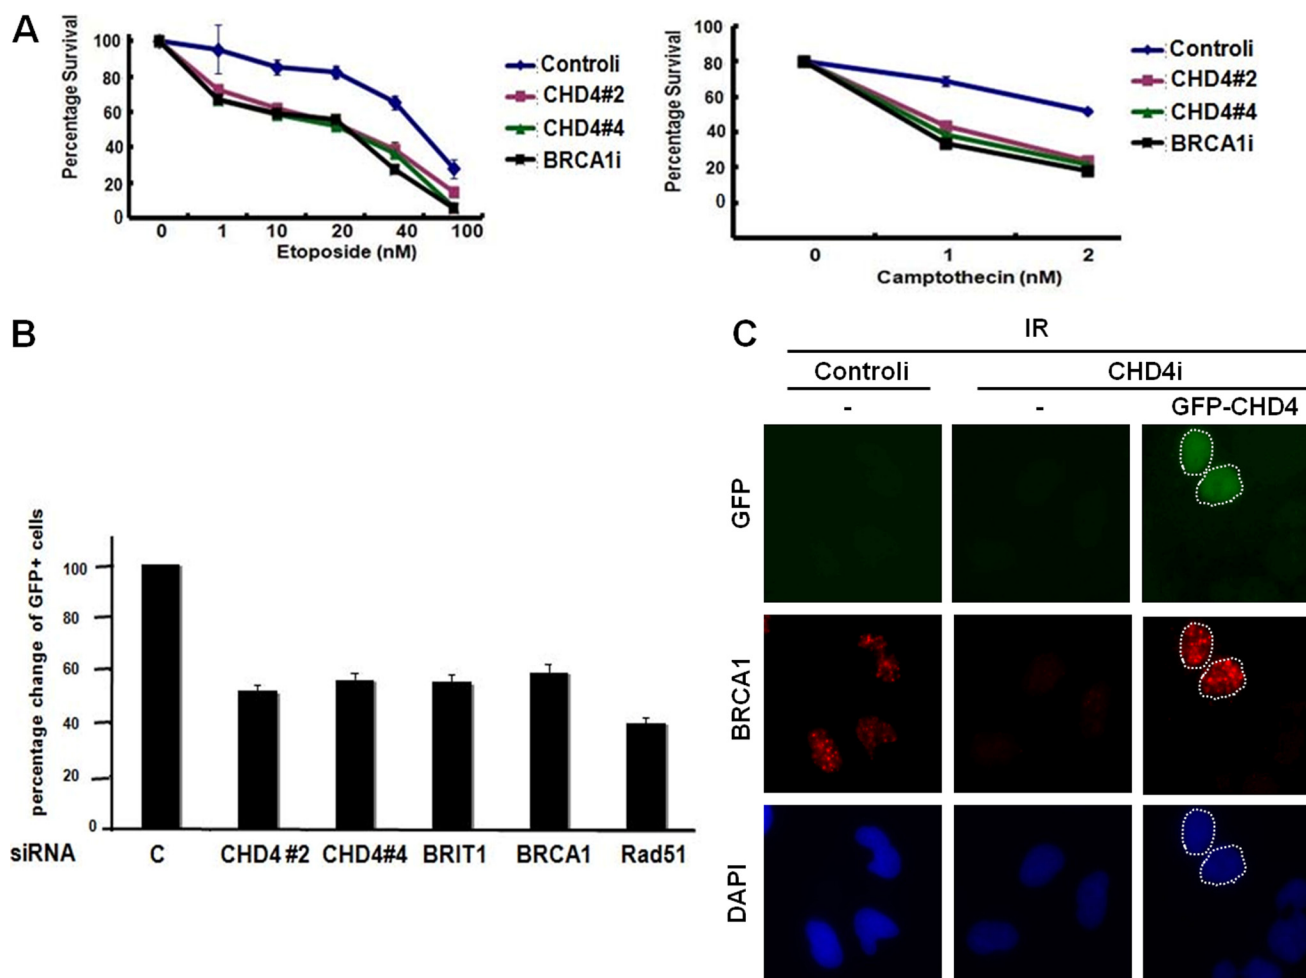 A
Percentage Survival
100
80
60
40
20
0
0 1 10 20 40 100
Etoposide (nM)
Controli
CHD4#2
CHD4#4
BRCA1i
Percentage Survival
100
80
60
40
20
0
0 1 2
Camptothecin (nM)
Controli
CHD4#2
CHD4#4
BRCA1i
B
percentage change of GFP+ cells
100
80
60
40
20
0
siRNA C CHD4 #2 CHD4#4 BRIT1 BRCA1 Rad51
C
IR
Controli CHD4i
- - GFP-CHD4
GFP
BRCA1
DAPI